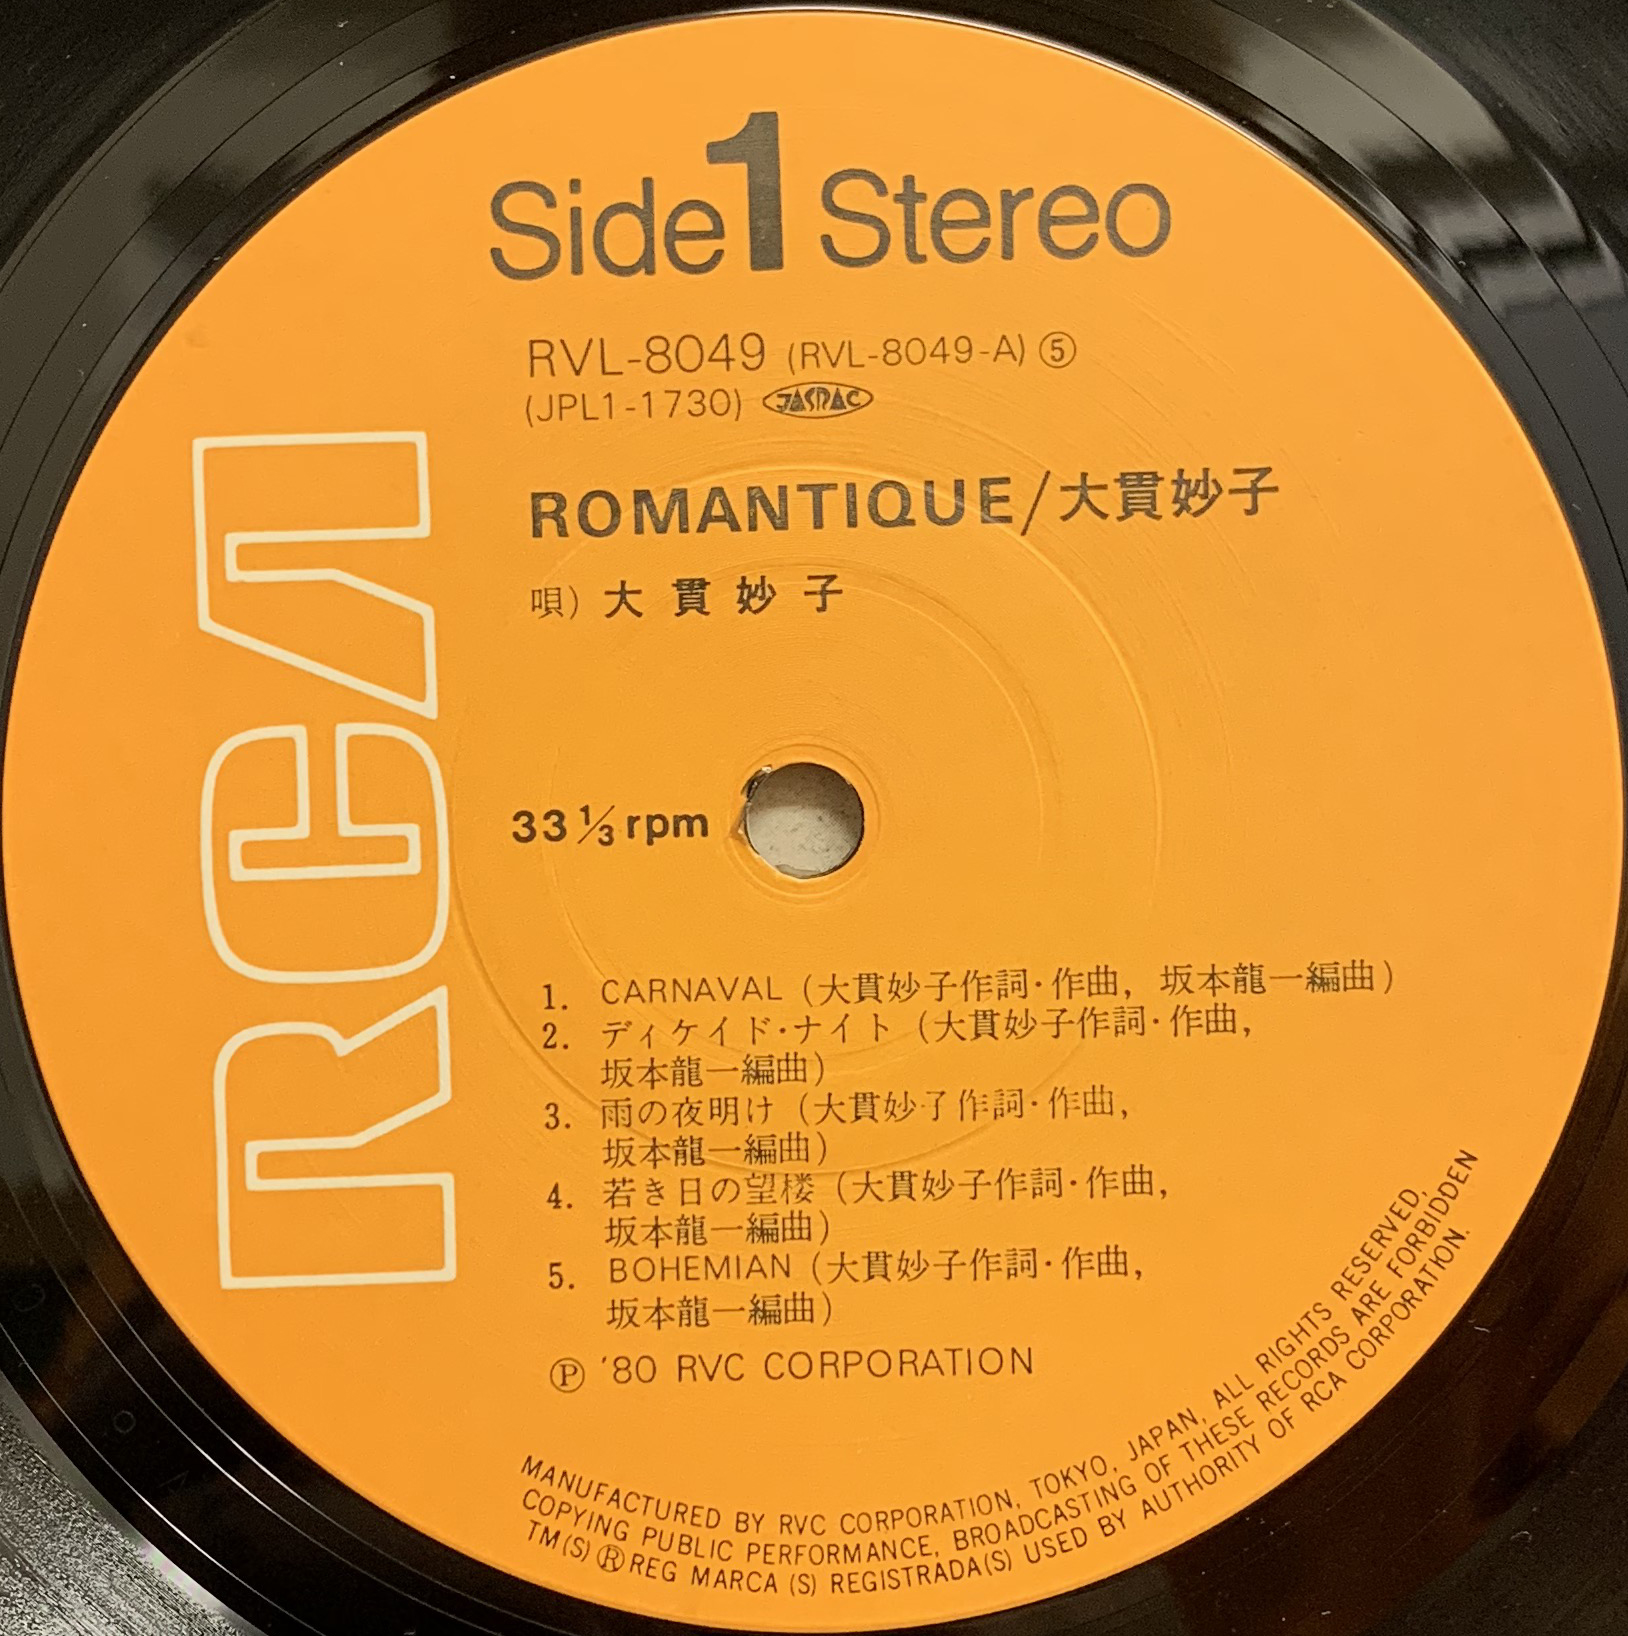 Side 1 Stereo
RVL-8049 (RVL-8049-A) ⑤
(JPL1-1730) JASRAC
ROMANTIQUE/大貫妙子
唄) 大貫妙子
RCA
33 1/3 rpm
1. CARNAVAL (大貫妙子作詞·作曲, 坂本龍一編曲)
2. ディケイド·ナイト (大貫妙子作詞·作曲,
坂本龍一編曲)
3. 雨の夜明け (大貫妙子作詞·作曲,
坂本龍一編曲)
4. 若き日の望楼 (大貫妙子作詞·作曲,
坂本龍一編曲)
5. BOHEMIAN (大貫妙子作詞·作曲,
坂本龍一編曲)
Ⓟ '80 RVC CORPORATION
MANUFACTURED BY RVC CORPORATION, TOKYO, JAPAN, ALL RIGHTS RESERVED,
COPYING PUBLIC PERFORMANCE, BROADCASTING OF THESE RECORDS ARE FORBIDDEN
TM(S) ® REG MARCA (S) REGISTRADA(S) USED BY AUTHORITY OF RCA CORPORATION.